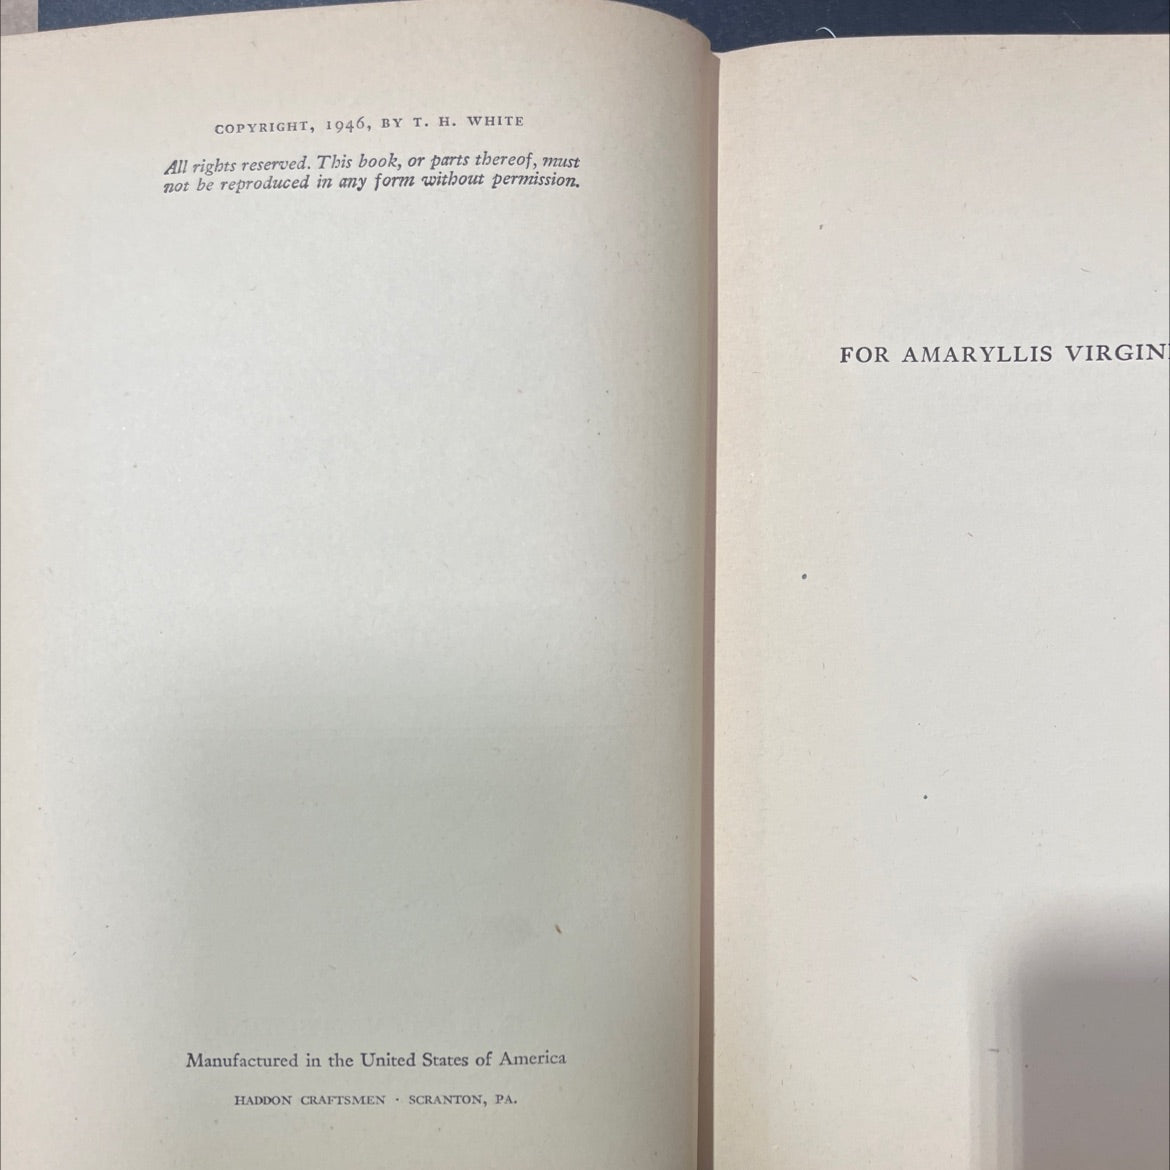 COPYRIGHT, 1946, BY T. H. WHITE
All rights reserved. This book, or parts thereof, must
not be reproduced in any form without permission.
Manufactured in the United States of America
HADDON CRAFTSMEN · SCRANTON, PA.
FOR AMARYLLIS